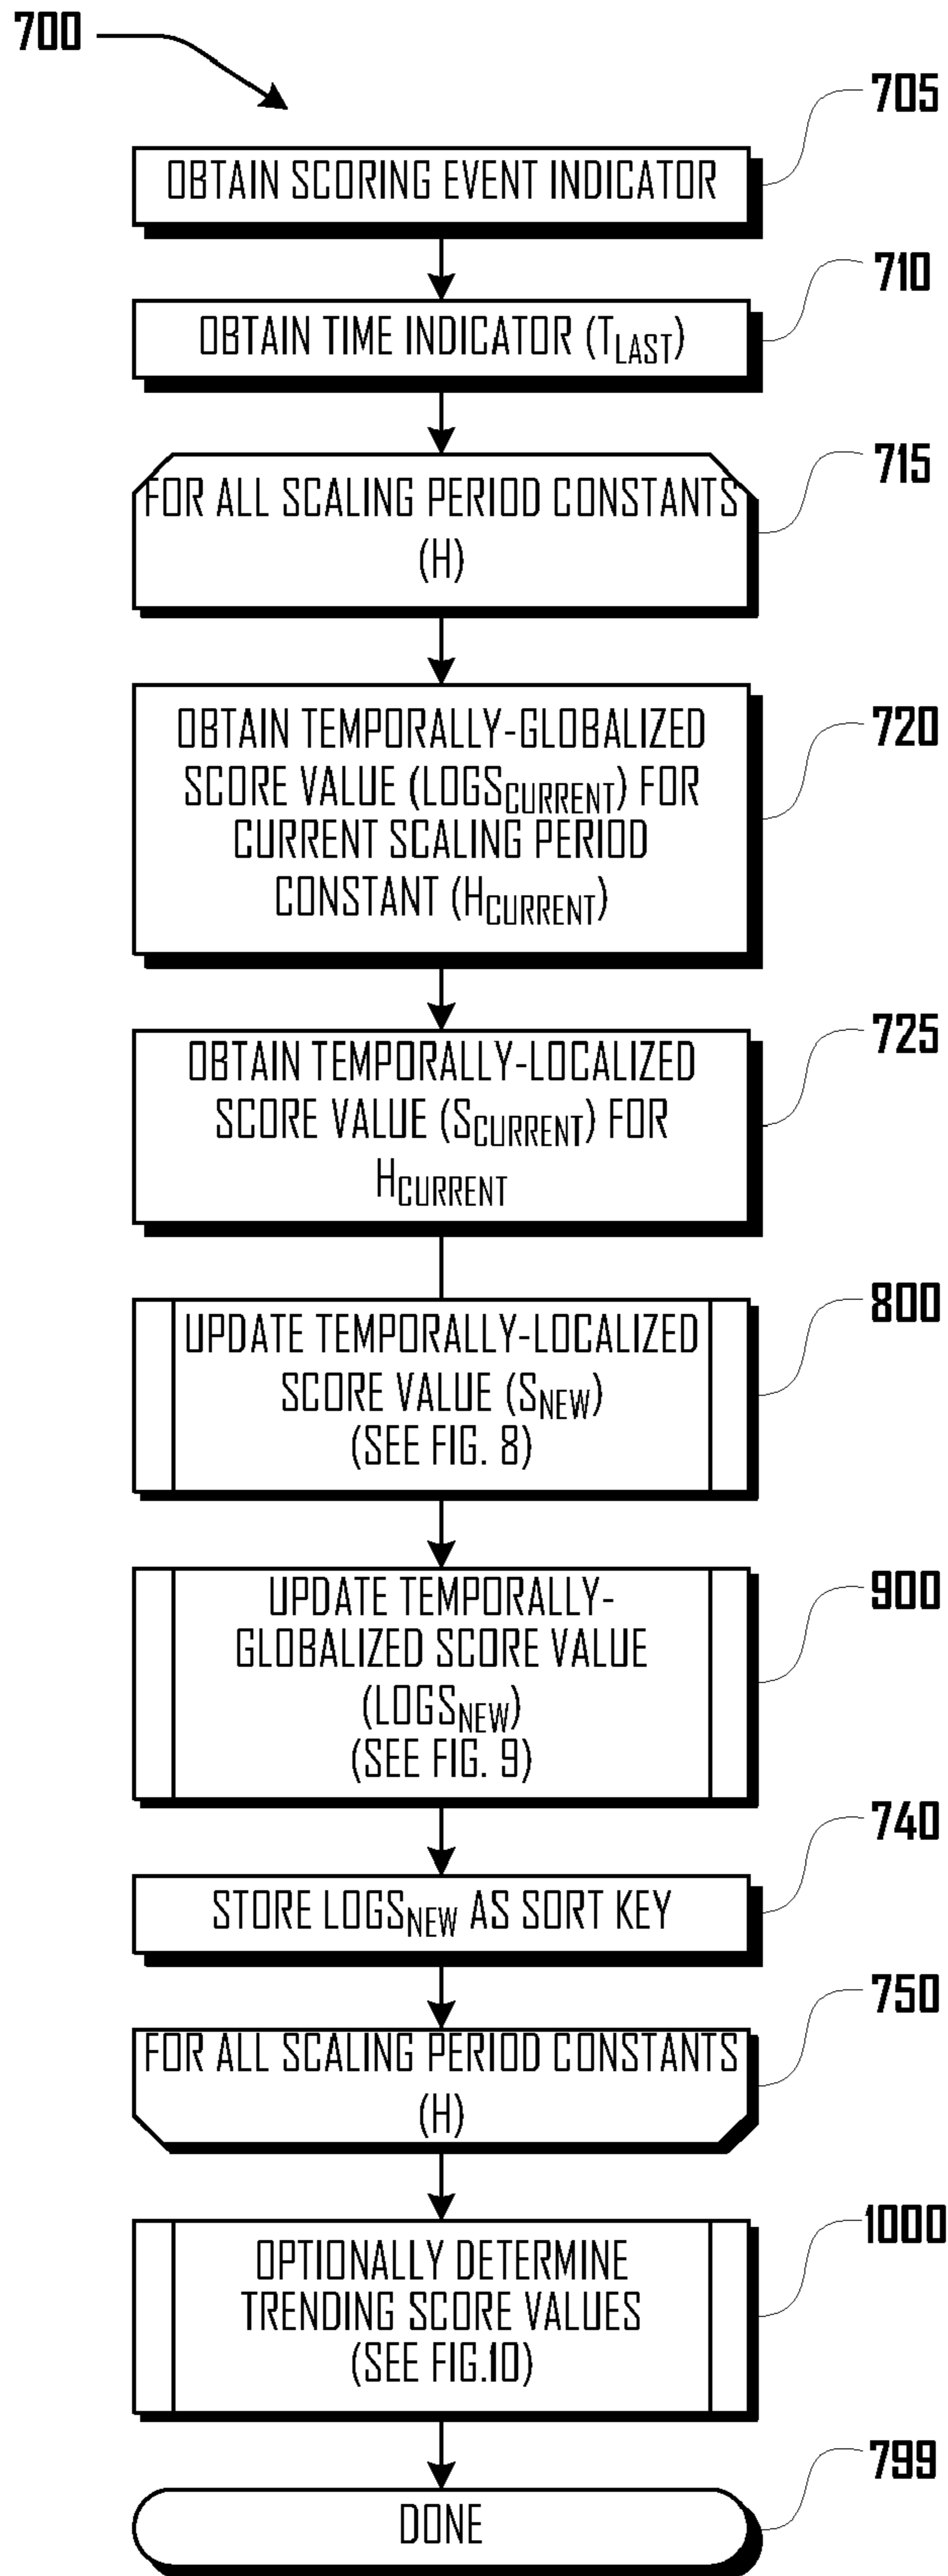 700
705
OBTAIN SCORING EVENT INDICATOR
710
OBTAIN TIME INDICATOR (TLAST)
715
FOR ALL SCALING PERIOD CONSTANTS
(H)
720
OBTAIN TEMPORALLY-GLOBALIZED
SCORE VALUE (LOGSCURRENT) FOR
CURRENT SCALING PERIOD
CONSTANT (HCURRENT)
725
OBTAIN TEMPORALLY-LOCALIZED
SCORE VALUE (SCURRENT) FOR
HCURRENT
800
UPDATE TEMPORALLY-LOCALIZED
SCORE VALUE (SNEW)
(SEE FIG. 8)
900
UPDATE TEMPORALLY-
GLOBALIZED SCORE VALUE
(LOGSNEW)
(SEE FIG. 9)
740
STORE LOGSNEW AS SORT KEY
750
FOR ALL SCALING PERIOD CONSTANTS
(H)
1000
OPTIONALLY DETERMINE
TRENDING SCORE VALUES
(SEE FIG.10)
799
DONE